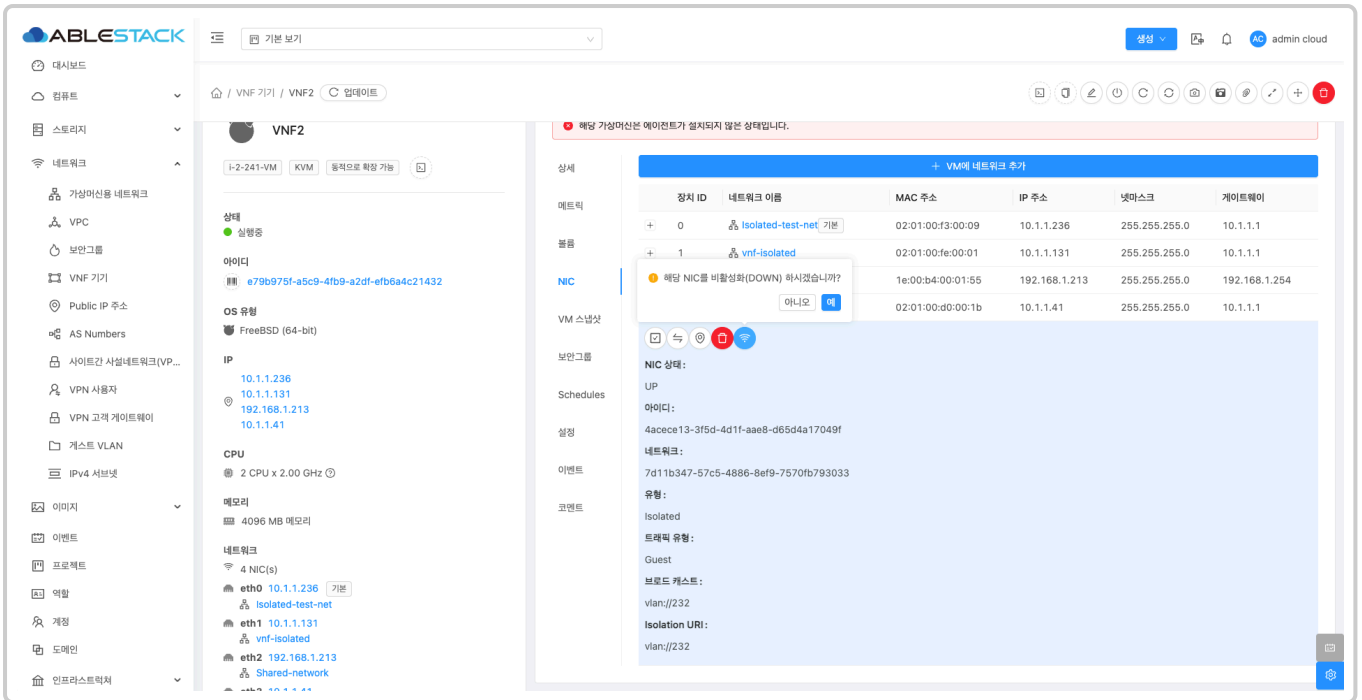 ABLESTACK
기본 보기
생성
AC
admin cloud
대시보드
컴퓨트
스토리지
네트워크
가상머신용 네트워크
VPC
보안그룹
VNF 기기
Public IP 주소
AS Numbers
사이트간 사설네트워크(VP...
VPN 사용자
VPN 고객 게이트웨이
게스트 VLAN
IPv4 서브넷
이미지
이벤트
프로젝트
역할
계정
도메인
인프라스트럭쳐
/ VNF 기기 / VNF2 업데이트
VNF2
i-2-241-VM KVM 동적으로 확장 가능
상태
실행중
아이디
e79b975f-a5c9-4fb9-a2df-efb6a4c21432
OS 유형
FreeBSD (64-bit)
IP
10.1.1.236
10.1.1.131
192.168.1.213
10.1.1.41
CPU
2 CPU x 2.00 GHz
메모리
4096 MB 메모리
네트워크
4 NIC(s)
eth0 10.1.1.236 기본
Isolated-test-net
eth1 10.1.1.131
vnf-isolated
eth2 192.168.1.213
Shared-network
eth3 10.1.1.41
해당 가상머신은 에이전트가 설치되지 않은 상태입니다.
상세
메트릭
볼륨
NIC
VM 스냅샷
보안그룹
Schedules
설정
이벤트
코멘트
+ VM에 네트워크 추가
장치 ID 네트워크 이름 MAC 주소 IP 주소 넷마스크 게이트웨이
+ 0 Isolated-test-net 기본 02:01:00:f3:00:09 10.1.1.236 255.255.255.0 10.1.1.1
+ 1 vnf-isolated 02:01:00:fe:00:01 10.1.1.131 255.255.255.0 10.1.1.1
1e:00:b4:00:01:55 192.168.1.213 255.255.255.0 192.168.1.254
02:01:00:d0:00:1b 10.1.1.41 255.255.255.0 10.1.1.1
해당 NIC를 비활성화(DOWN) 하시겠습니까?
아니오 예
NIC 상태 :
UP
아이디 :
4acece13-3f5d-4d1f-aae8-d65d4a17049f
네트워크 :
7d11b347-57c5-4886-8ef9-7570fb793033
유형 :
Isolated
트래픽 유형 :
Guest
브로드 캐스트 :
vlan://232
Isolation URI :
vlan://232